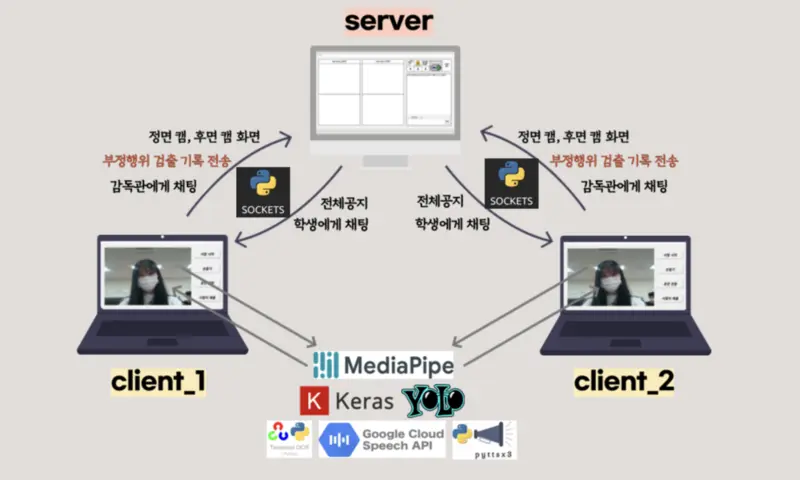 server
정면 캠, 후면 캠 화면
부정행위 검출 기록 전송
감독관에게 채팅
SOCKETS
전체공지
학생에게 채팅
정면 캠, 후면 캠 화면
부정행위 검출 기록 전송
감독관에게 채팅
SOCKETS
전체공지
학생에게 채팅
client_1
client_2
MediaPipe
K Keras
YOLO
Google Cloud
Speech API
pyttsx3